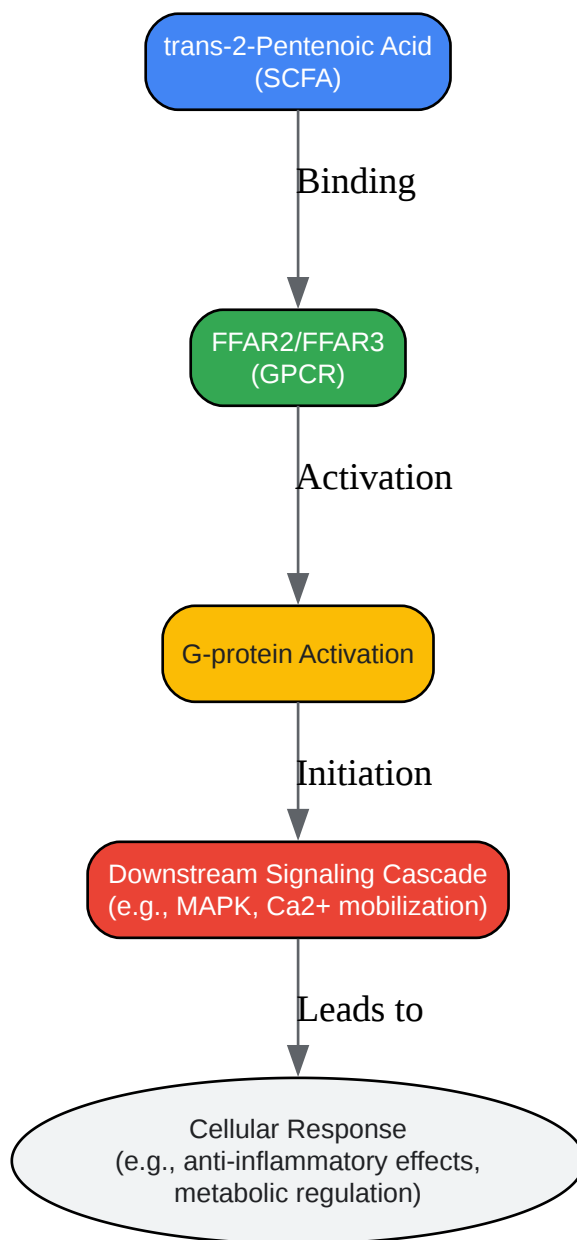 trans-2-Pentenoic Acid
(SCFA)
Binding
FFAR2/FFAR3
(GPCR)
Activation
G-protein Activation
Initiation
Downstream Signaling Cascade
(e.g., MAPK, Ca2+ mobilization)
Leads to
Cellular Response
(e.g., anti-inflammatory effects,
metabolic regulation)